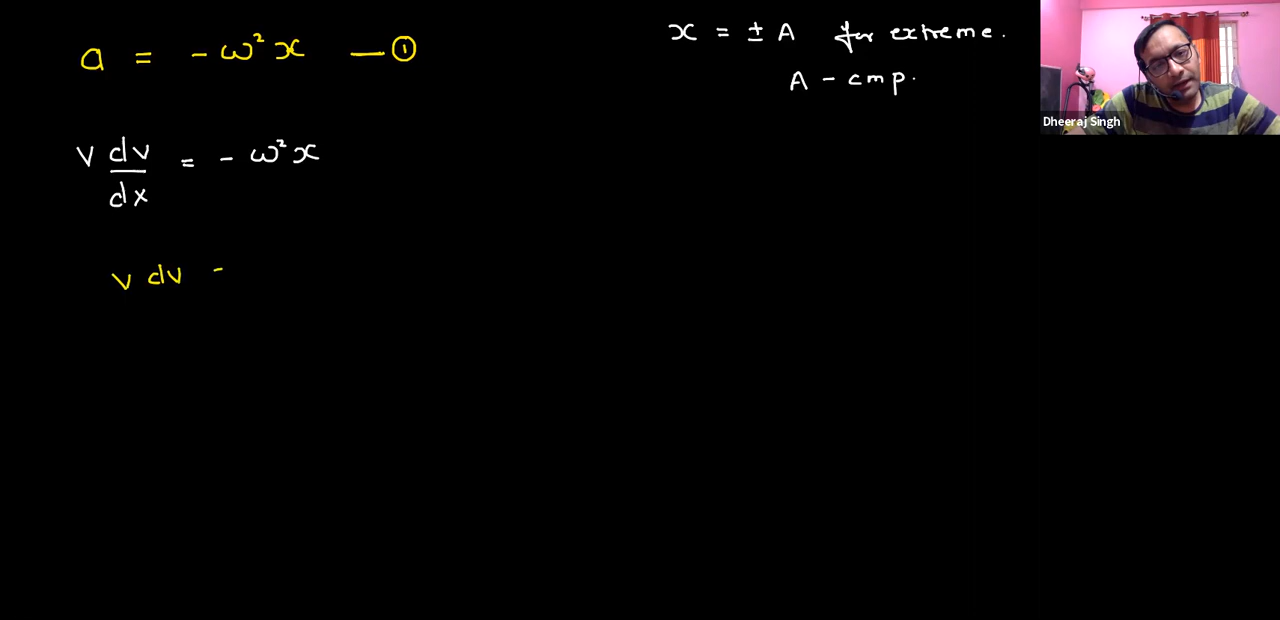 a = - ω²x — ①
x = ± A for extreme.
A - cmp.
v dv/dx = - ω²x
v dv -
Dheeraj Singh